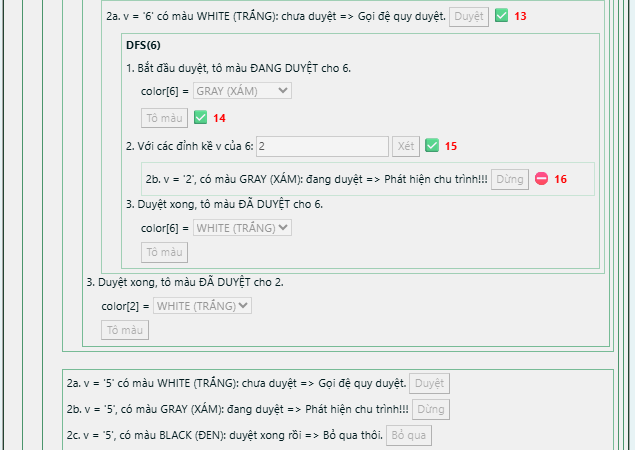 2a. v = '6' có màu WHITE (TRẮNG): chưa duyệt => Gọi đệ quy duyệt. Duyệt 13
DFS(6)
1. Bắt đầu duyệt, tô màu ĐANG DUYỆT cho 6.
color[6] = GRAY (XÁM)
Tô màu 14
2. Với các đỉnh kề v của 6: 2 Xét 15
2b. v = '2', có màu GRAY (XÁM): đang duyệt => Phát hiện chu trình!!! Dừng 16
3. Duyệt xong, tô màu ĐÃ DUYỆT cho 6.
color[6] = WHITE (TRẮNG)
Tô màu
3. Duyệt xong, tô màu ĐÃ DUYỆT cho 2.
color[2] = WHITE (TRẮNG)
Tô màu
2a. v = '5' có màu WHITE (TRẮNG): chưa duyệt => Gọi đệ quy duyệt. Duyệt
2b. v = '5', có màu GRAY (XÁM): đang duyệt => Phát hiện chu trình!!! Dừng
2c. v = '5', có màu BLACK (ĐEN): duyệt xong rồi => Bỏ qua thôi. Bỏ qua